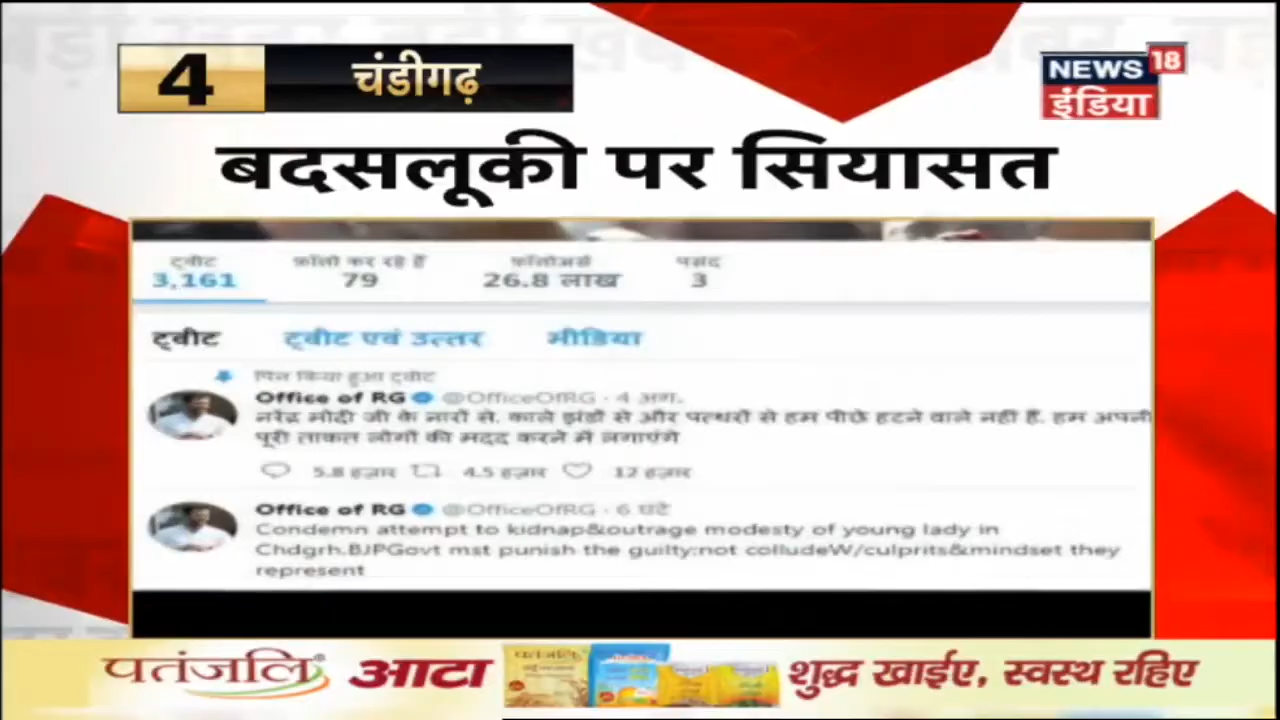 4
चंडीगढ़
NEWS 18
इंडिया
बदसलूकी पर सियासत
ट्वीट फ़ॉलो कर रहे हैं फ़ॉलोअर्स पसंद
3,161 79 26.8 लाख 3
ट्वीट ट्वीट एवं उत्तर मीडिया
पिन किया हुआ ट्वीट
Office of RG @OfficeOfRG · 4 अग.
नरेंद्र मोदी जी के नारों से, काले झंडों से और पत्थरों से हम पीछे हटने वाले नहीं हैं, हम अपनी
पूरी ताकत लोगों की मदद करने में लगाएंगे
5.8 हज़ार 4.5 हज़ार 12 हज़ार
Office of RG @OfficeOfRG · 6 घंटे
Condemn attempt to kidnap&outrage modesty of young lady in
Chdgrh.BJPGovt mst punish the guilty:not colludeW/culprits&mindset they
represent
पतंजलि® आटा शुद्ध खाईए, स्वस्थ रहिए